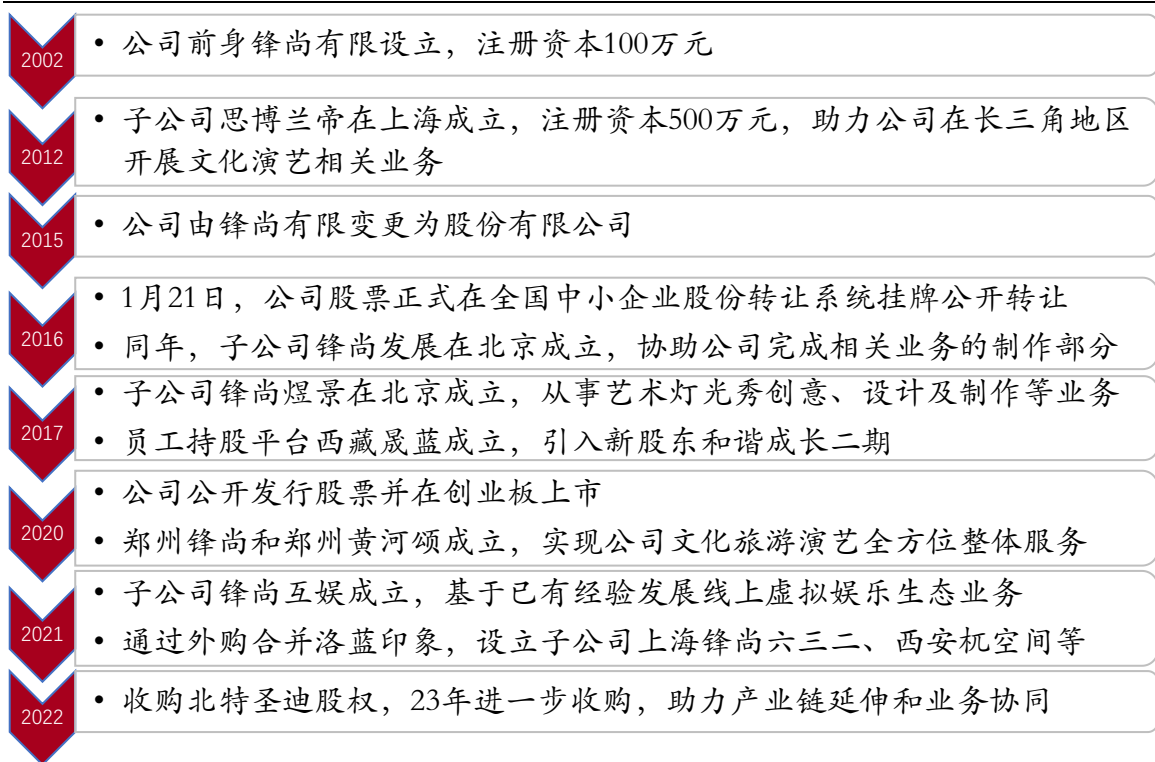 2002
• 公司前身锋尚有限设立，注册资本100万元
2012
• 子公司思博兰帝在上海成立，注册资本500万元，助力公司在长三角地区
开展文化演艺相关业务
2015
• 公司由锋尚有限变更为股份有限公司
2016
• 1月21日，公司股票正式在全国中小企业股份转让系统挂牌公开转让
• 同年，子公司锋尚发展在北京成立，协助公司完成相关业务的制作部分
2017
• 子公司锋尚煜景在北京成立，从事艺术灯光秀创意、设计及制作等业务
• 员工持股平台西藏晟蓝成立，引入新股东和谐成长二期
2020
• 公司公开发行股票并在创业板上市
• 郑州锋尚和郑州黄河颂成立，实现公司文化旅游演艺全方位整体服务
2021
• 子公司锋尚互娱成立，基于已有经验发展线上虚拟娱乐生态业务
• 通过外购合并洛蓝印象，设立子公司上海锋尚六三二、西安杌空间等
2022
• 收购北特圣迪股权，23年进一步收购，助力产业链延伸和业务协同